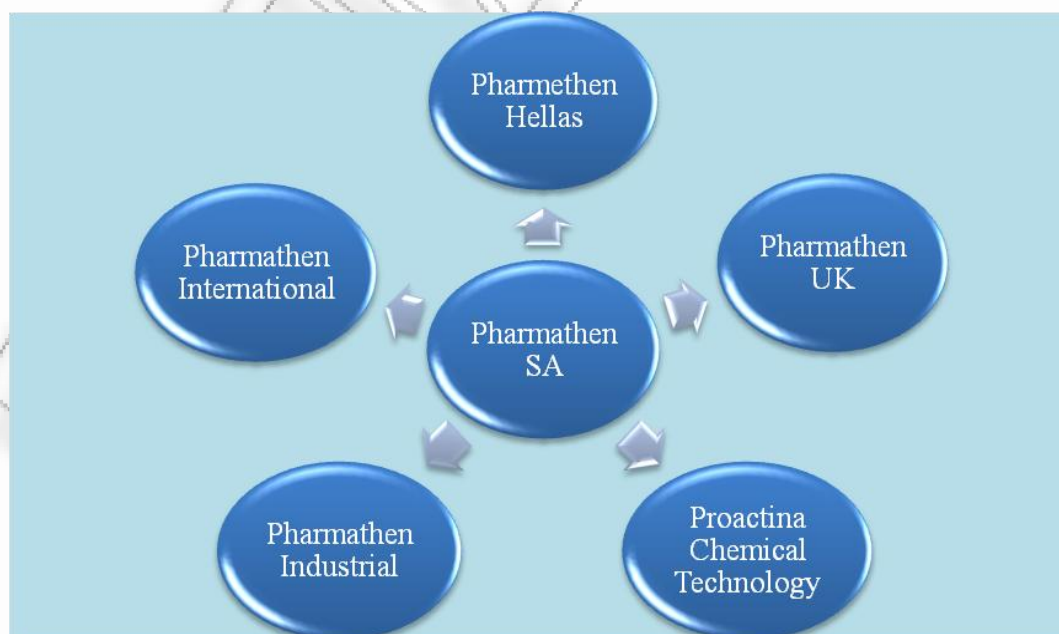 Pharmethen
Hellas
Pharmathen
International
Pharmathen
UK
Pharmathen
SA
Pharmathen
Industrial
Proactina
Chemical
Technology